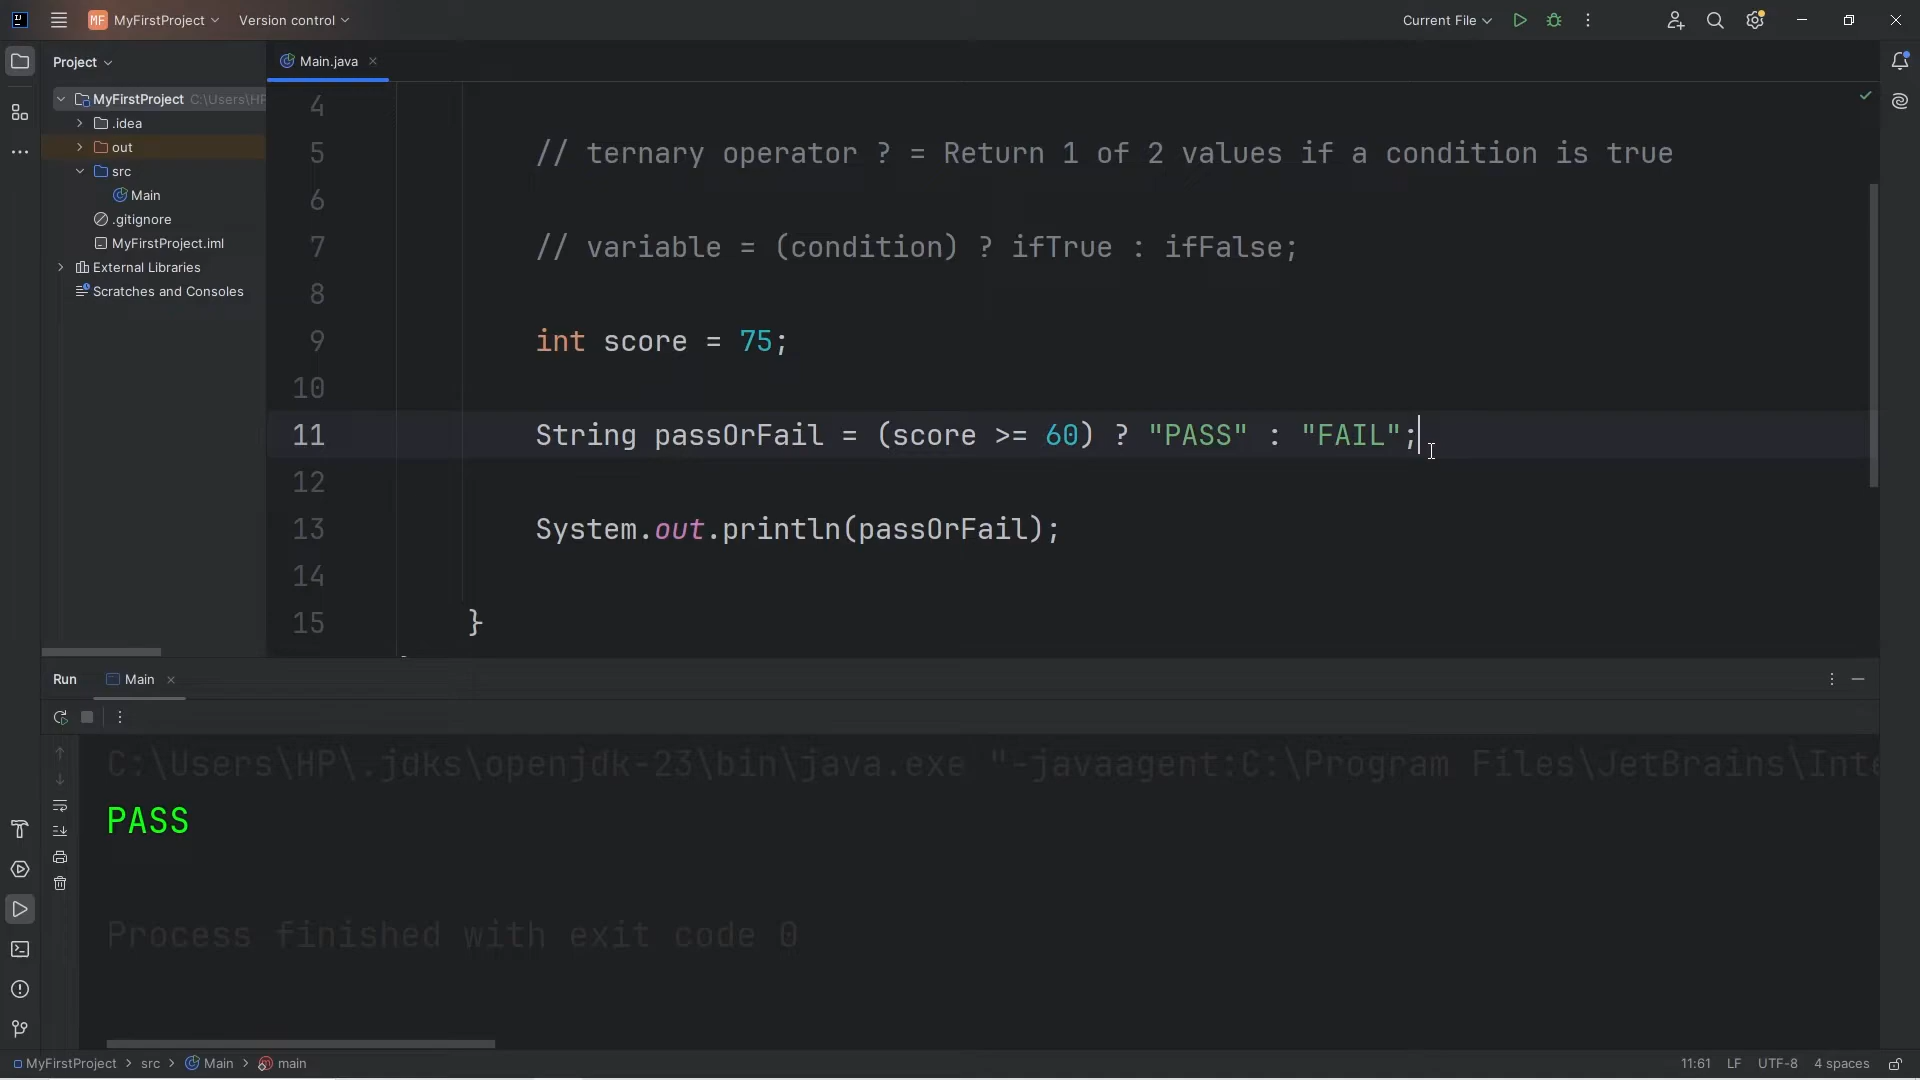 MF MyFirstProject Version control Current File
Project Main.java
MyFirstProject C:\Users\HP
.idea
out
src
Main
.gitignore
MyFirstProject.iml
External Libraries
Scratches and Consoles
4
5 // ternary operator ? = Return 1 of 2 values if a condition is true
6
7 // variable = (condition) ? ifTrue : ifFalse;
8
9 int score = 75;
10
11 String passOrFail = (score >= 60) ? "PASS" : "FAIL";
12
13 System.out.println(passOrFail);
14
15 }
Run Main
C:\Users\HP\.jdks\openjdk-23\bin\java.exe "-javaagent:C:\Program Files\JetBrains\Inte
PASS
Process finished with exit code 0
MyFirstProject > src > Main > main 11:61 LF UTF-8 4 spaces